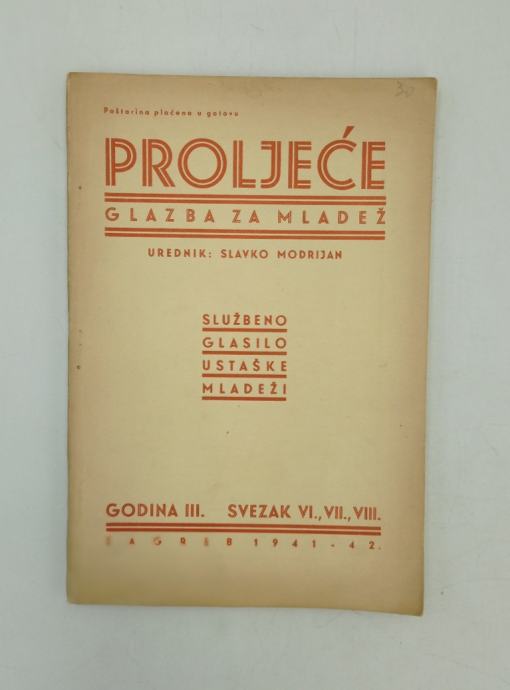 30
Poštarina plaćena u gotovu
PROLJEĆE
GLAZBA ZA MLADEŽ
UREDNIK: SLAVKO MODRIJAN
SLUŽBENO
GLASILO
USTAŠKE
MLADEŽI
GODINA III. SVEZAK VI., VII., VIII.
ZAGREB 1941-42.